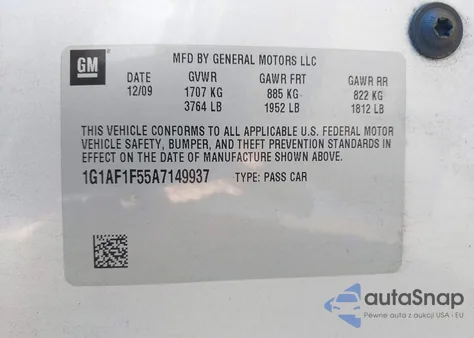 GM
MFD BY GENERAL MOTORS LLC
DATE GVWR GAWR FRT GAWR RR
12/09 1707 KG 885 KG 822 KG
3764 LB 1952 LB 1812 LB
THIS VEHICLE CONFORMS TO ALL APPLICABLE U.S. FEDERAL MOTOR
VEHICLE SAFETY, BUMPER, AND THEFT PREVENTION STANDARDS IN
EFFECT ON THE DATE OF MANUFACTURE SHOWN ABOVE.
1G1AF1F55A7149937 TYPE: PASS CAR
autoSnap
Pewne auta z aukcji USA i EU